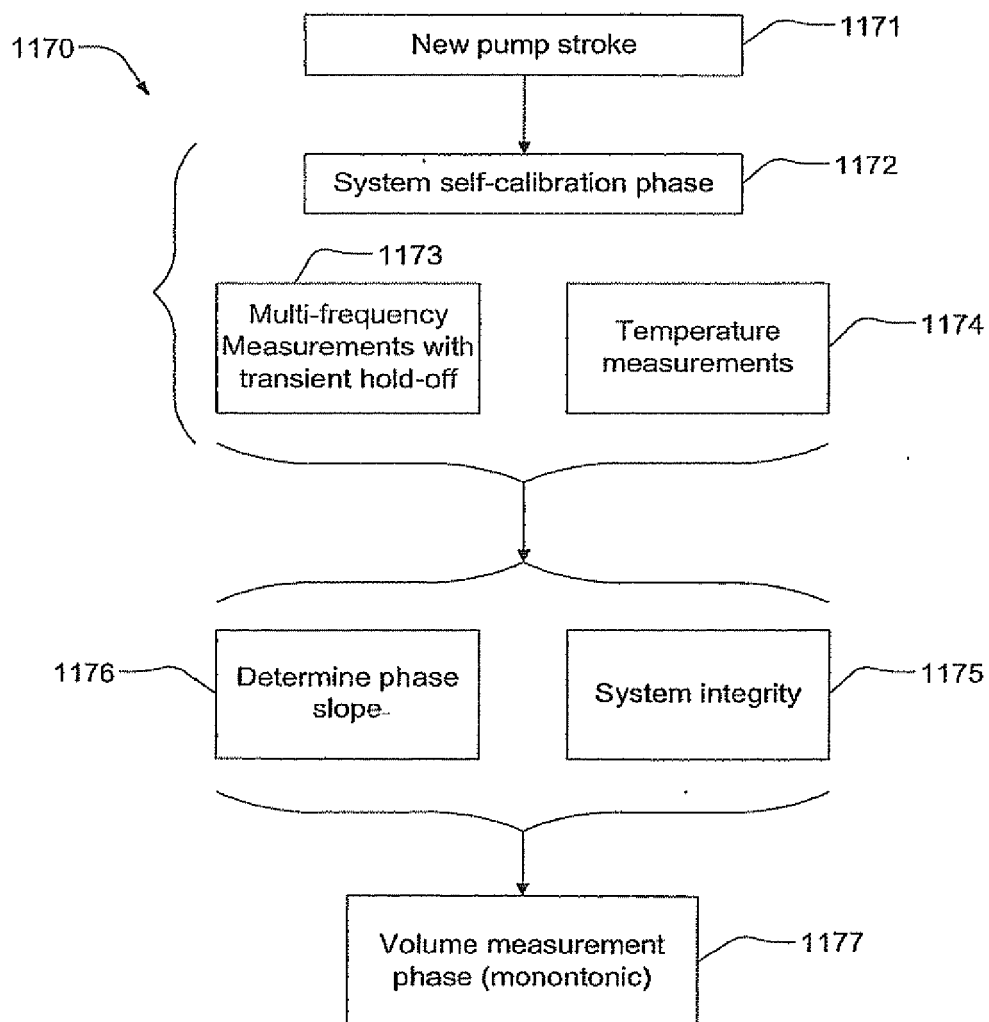 1170
New pump stroke
1171
System self-calibration phase
1172
1173
Multi-frequency
Measurements with
transient hold-off
Temperature
measurements
1174
1176
Determine phase
slope
System integrity
1175
Volume measurement
phase (monontonic)
1177